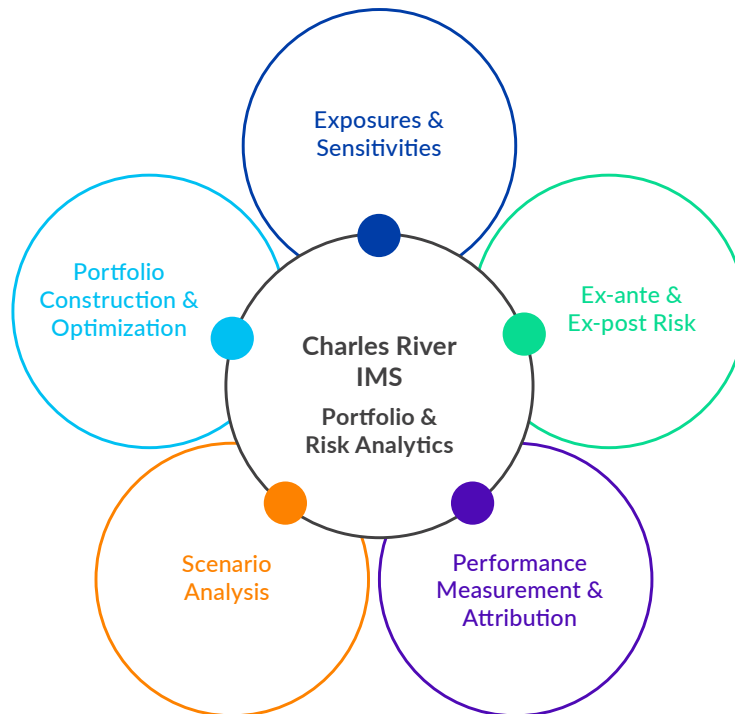 Exposures &
Sensitivities
Portfolio
Construction &
Optimization
Ex-ante &
Ex-post Risk
Charles River
IMS
Portfolio &
Risk Analytics
Scenario
Analysis
Performance
Measurement &
Attribution